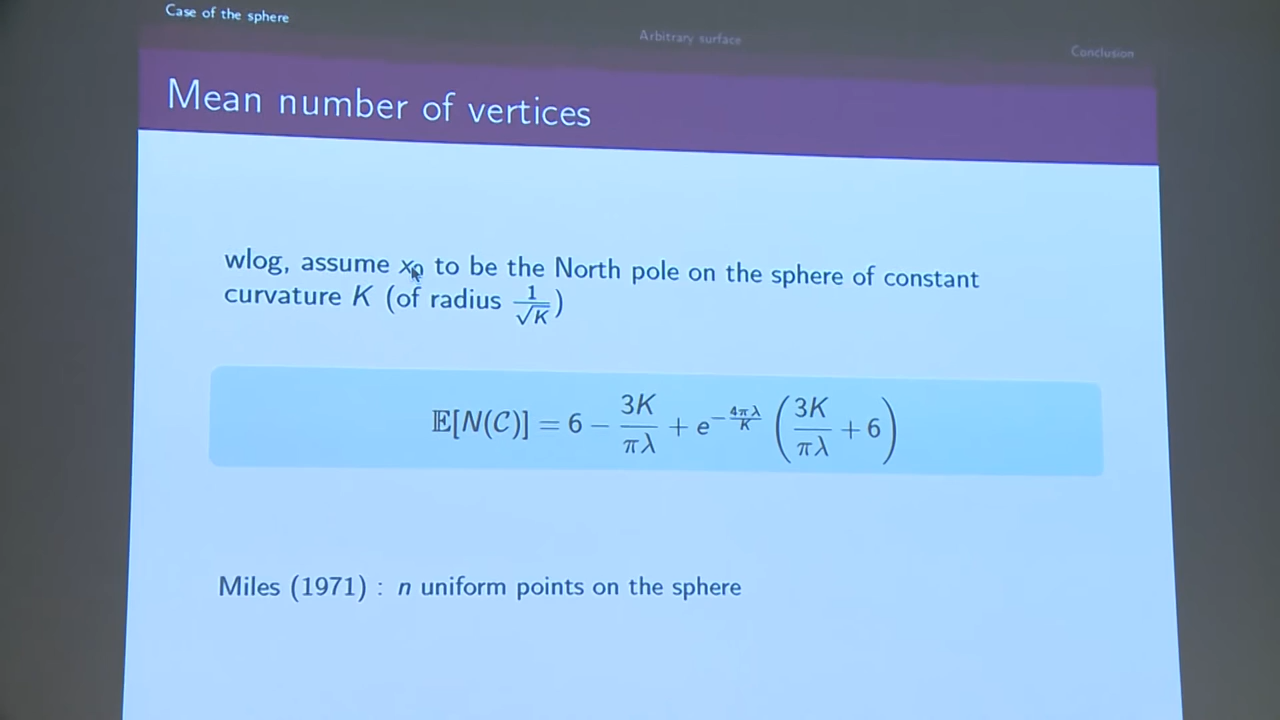 Case of the sphere
Arbitrary surface
Conclusion
Mean number of vertices
wlog, assume x₀ to be the North pole on the sphere of constant
curvature K (of radius 1/√K)
𝔼[N(𝒞)] = 6 − 3K/πλ + e^{−4πλ/K} (3K/πλ + 6)
Miles (1971) : n uniform points on the sphere